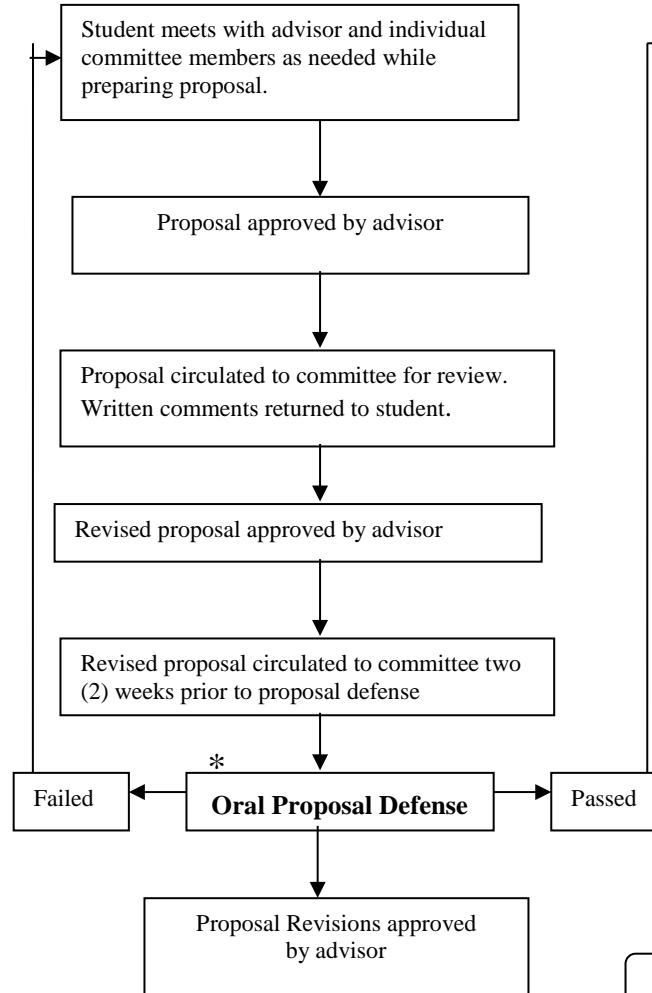 Student meets with advisor and individual
committee members as needed while
preparing proposal.
Proposal approved by advisor
Proposal circulated to committee for review.
Written comments returned to student.
Revised proposal approved by advisor
Revised proposal circulated to committee two
(2) weeks prior to proposal defense
*
Failed
Oral Proposal Defense
Passed
Proposal Revisions approved
by advisor